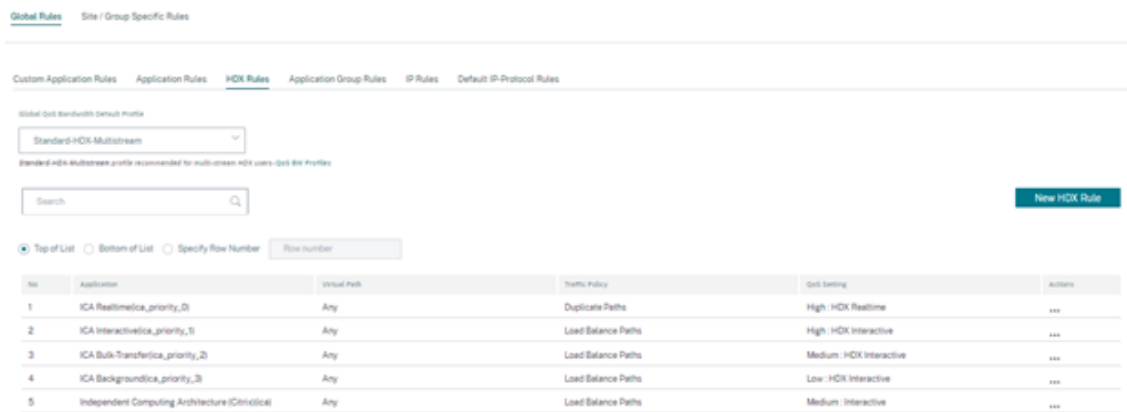 Global Rules Site / Group Specific Rules
Custom Application Rules Application Rules HDX Rules Application Group Rules IP Rules Default IP-Protocol Rules
Global QoS Bandwidth Default Profile
Standard-HDX-Multistream
Standard-HDX-Multistream profile recommended for multi-stream HDX users-QoS BW Profiles
Search
New HDX Rule
Top of List Bottom of List Specify Row Number Row number
No Application Virtual Path Traffic Policy QoS Setting Actions
1 ICA Realtime(ica_priority_0) Any Duplicate Paths High : HDX Realtime ...
2 ICA Interactive(ica_priority_1) Any Load Balance Paths High : HDX Interactive ...
3 ICA Bulk-Transfer(ica_priority_2) Any Load Balance Paths Medium : HDX Interactive ...
4 ICA Background(ica_priority_3) Any Load Balance Paths Low : HDX Interactive ...
5 Independent Computing Architecture (Citrix)(ica) Any Load Balance Paths Medium : Interactive ...